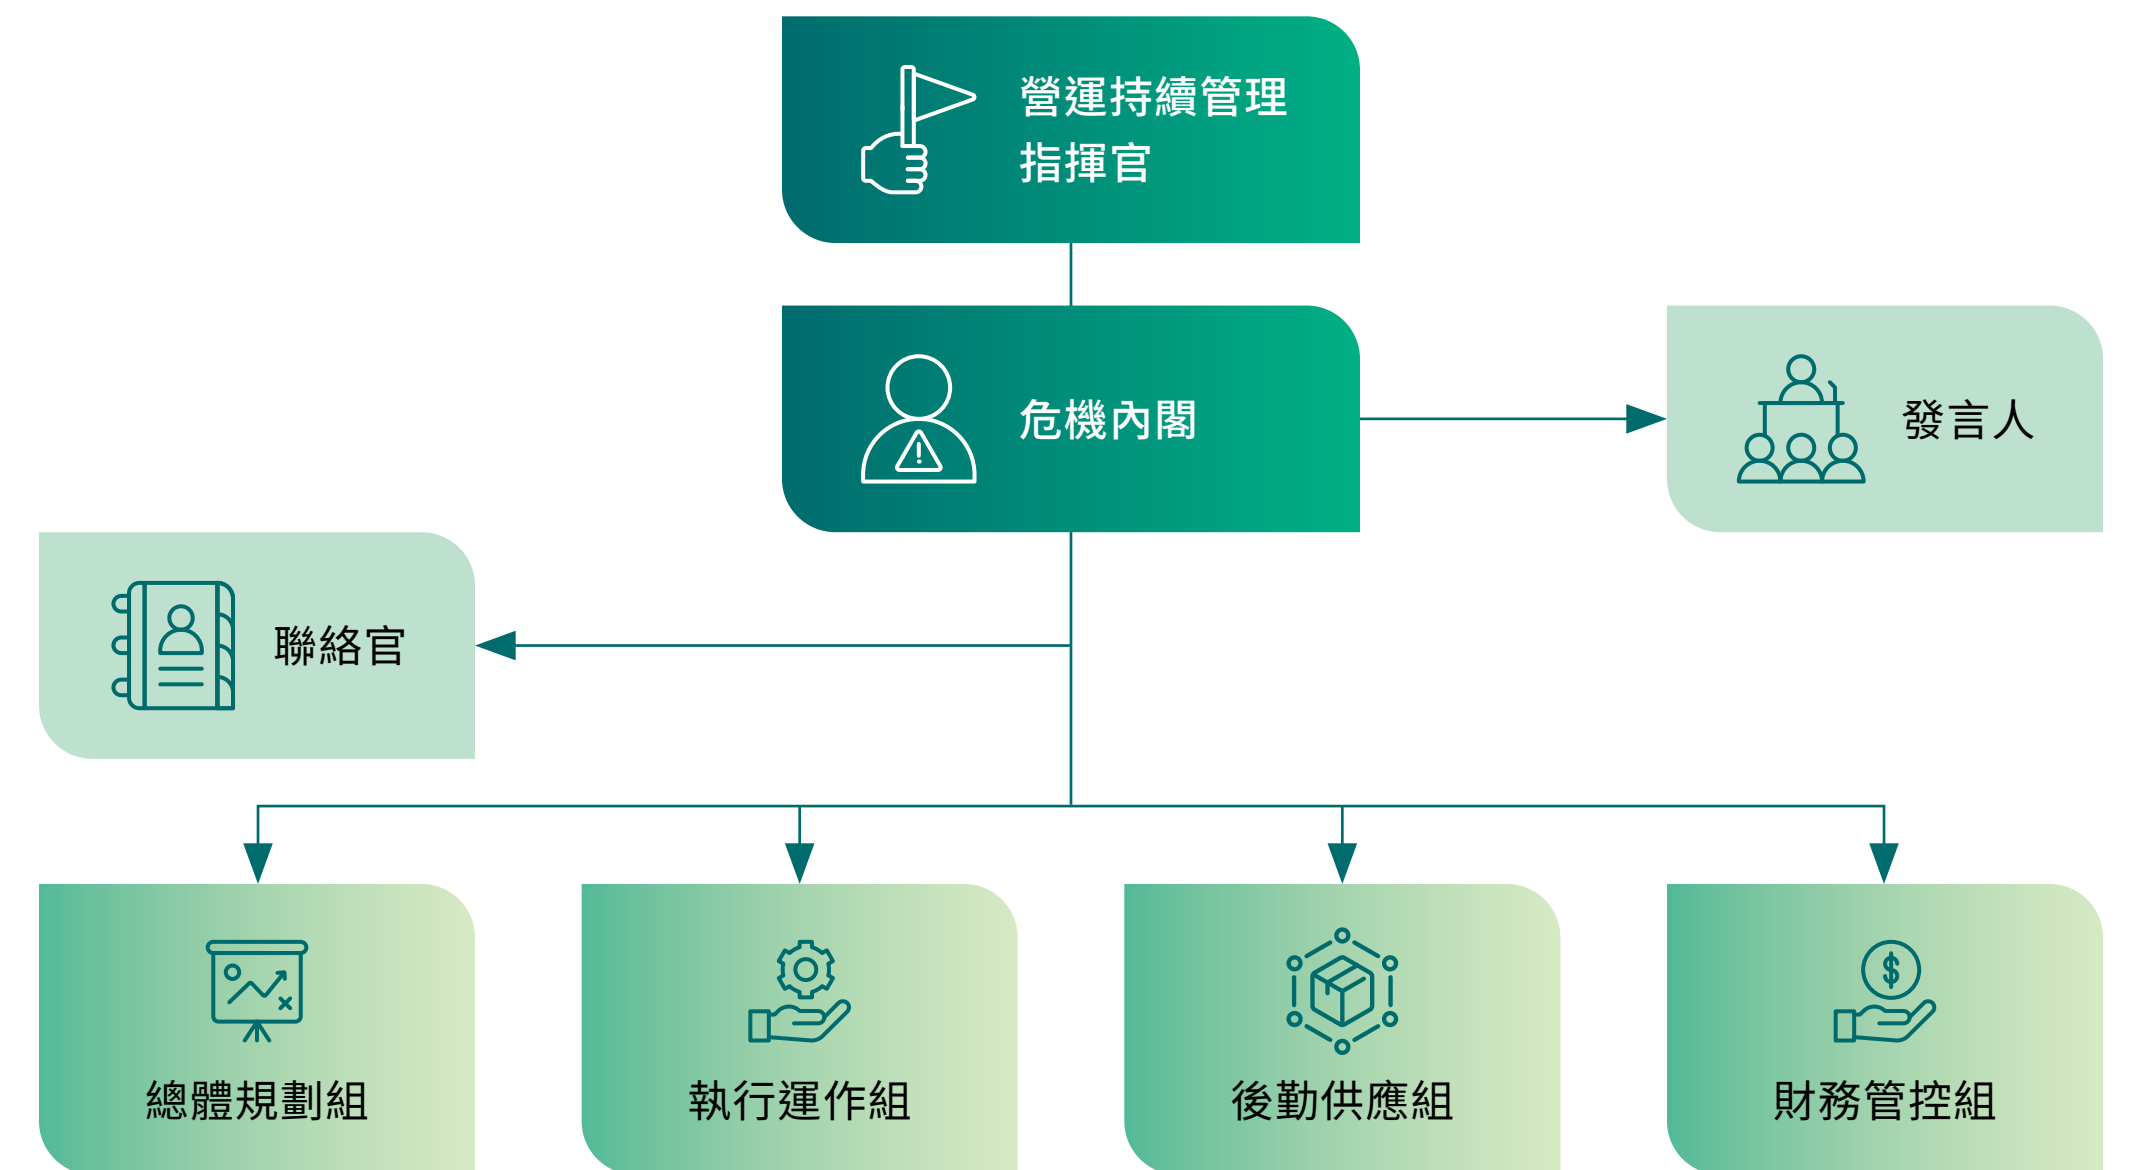 營運持續管理
指揮官
危機內閣
發言人
聯絡官
總體規劃組
執行運作組
後勤供應組
財務管控組